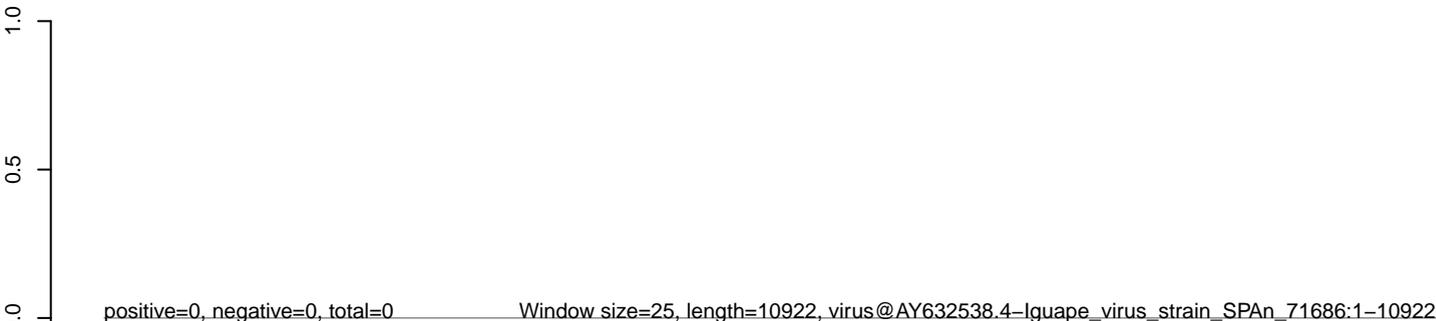 1.0
0.5
.0
positive=0, negative=0, total=0
Window size=25, length=10922, virus@AY632538.4−Iguape_virus_strain_SPAn_71686:1−10922